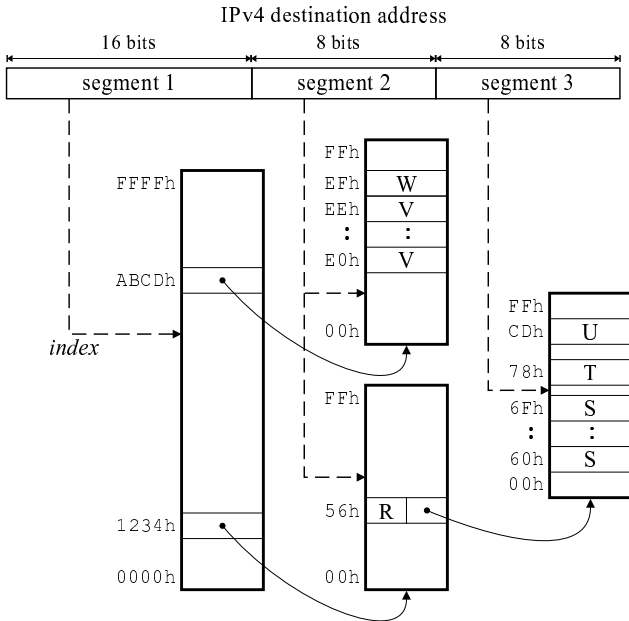 IPv4 destination address
16 bits 8 bits 8 bits
segment 1 segment 2 segment 3
FFFFh
ABCDh
index
1234h
0000h
FFh
EFh W
EEh V
: :
E0h V
00h
FFh
56h R
00h
FFh
CDh U
78h T
6Fh S
: :
60h S
00h